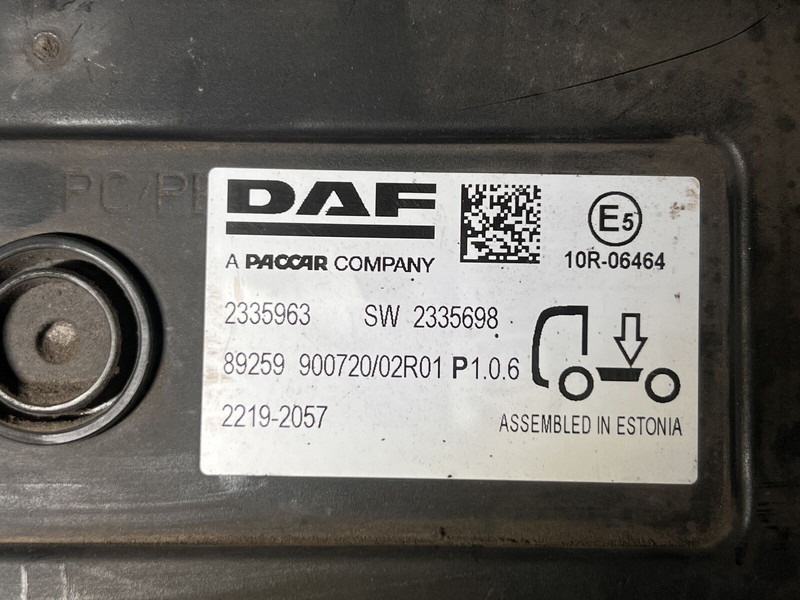 PC/P
DAF
A PACCAR COMPANY
E5
10R-06464
2335963 SW 2335698
89259 900720/02R01 P1.0.6
2219-2057
ASSEMBLED IN ESTONIA